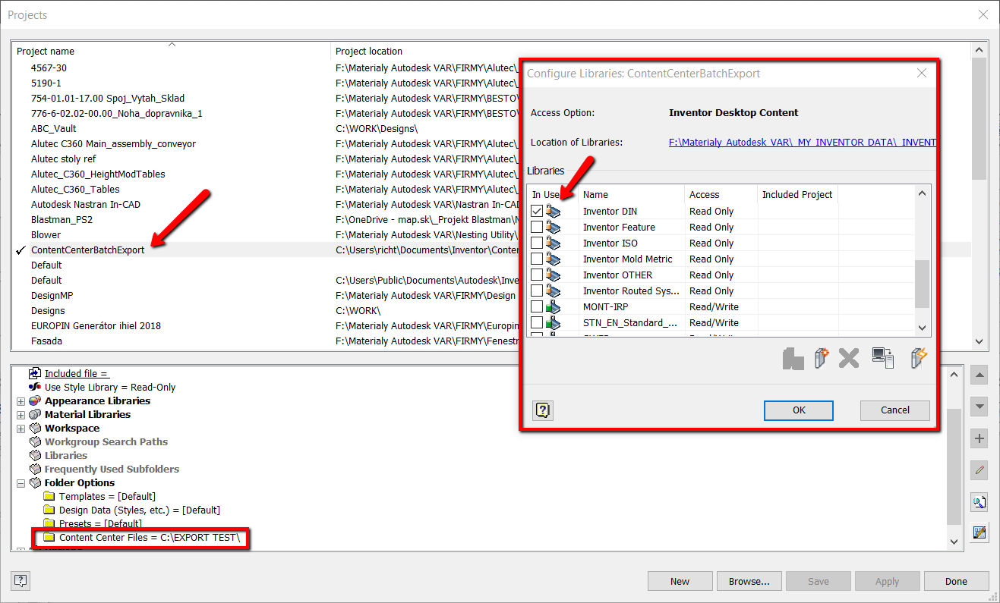 Projects
Project name
Project location
4567-30
F:\Materialy Autodesk VAR\FIRMY\Alutec\
5190-1
F:\Materialy Autodesk VAR\FIRMY\Alutec\
754-01.01-17.00 Spoj_Vytah_Sklad
F:\Materialy Autodesk VAR\FIRMY\BESTO\
776-6-02.02-00.00_Noha_dopravnika_1
F:\Materialy Autodesk VAR\FIRMY\BESTO\
ABC_Vault
C:\WORK\Designs\
Alutec C360 Main_assembly_conveyor
F:\Materialy Autodesk VAR\FIRMY\Alutec\_
Alutec stoly ref
F:\Materialy Autodesk VAR\FIRMY\Alutec\_
Alutec_C360_HeightModTables
F:\Materialy Autodesk VAR\FIRMY\Alutec\_
Alutec_C360_Tables
F:\Materialy Autodesk VAR\FIRMY\Alutec\_
Autodesk Nastran In-CAD
F:\Materialy Autodesk VAR\Nastran In-CAD
Blastman_PS2
F:\OneDrive - map.sk\_Projekt Blastman\N
Blower
F:\Materialy Autodesk VAR\Nesting Utility\
ContentCenterBatchExport
C:\Users\richt\Documents\Inventor\Conter
Default
Default
C:\Users\Public\Documents\Autodesk\Inve
DesignMP
F:\Materialy Autodesk VAR\FIRMY\Design
Designs
C:\WORK\
EUROPIN Generátor ihiel 2018
F:\Materialy Autodesk VAR\FIRMY\Europin
Fasada
F:\Materialy Autodesk VAR\FIRMY\Fenestr
Configure Libraries: ContentCenterBatchExport
Access Option:
Inventor Desktop Content
Location of Libraries:
F:\Materialy Autodesk VAR\_MY_INVENTOR_DATA\_INVENT
Libraries
In Use
Name
Access
Included Project
Inventor DIN
Read Only
Inventor Feature
Read Only
Inventor ISO
Read Only
Inventor Mold Metric
Read Only
Inventor OTHER
Read Only
Inventor Routed Sys...
Read Only
MONT-IRP
Read/Write
STN_EN_Standard_...
Read/Write
OK
Cancel
Included file =
Use Style Library = Read-Only
Appearance Libraries
Material Libraries
Workspace
Workgroup Search Paths
Libraries
Frequently Used Subfolders
Folder Options
Templates = [Default]
Design Data (Styles, etc.) = [Default]
Presets = [Default]
Content Center Files = C:\EXPORT TEST\
New
Browse...
Save
Apply
Done